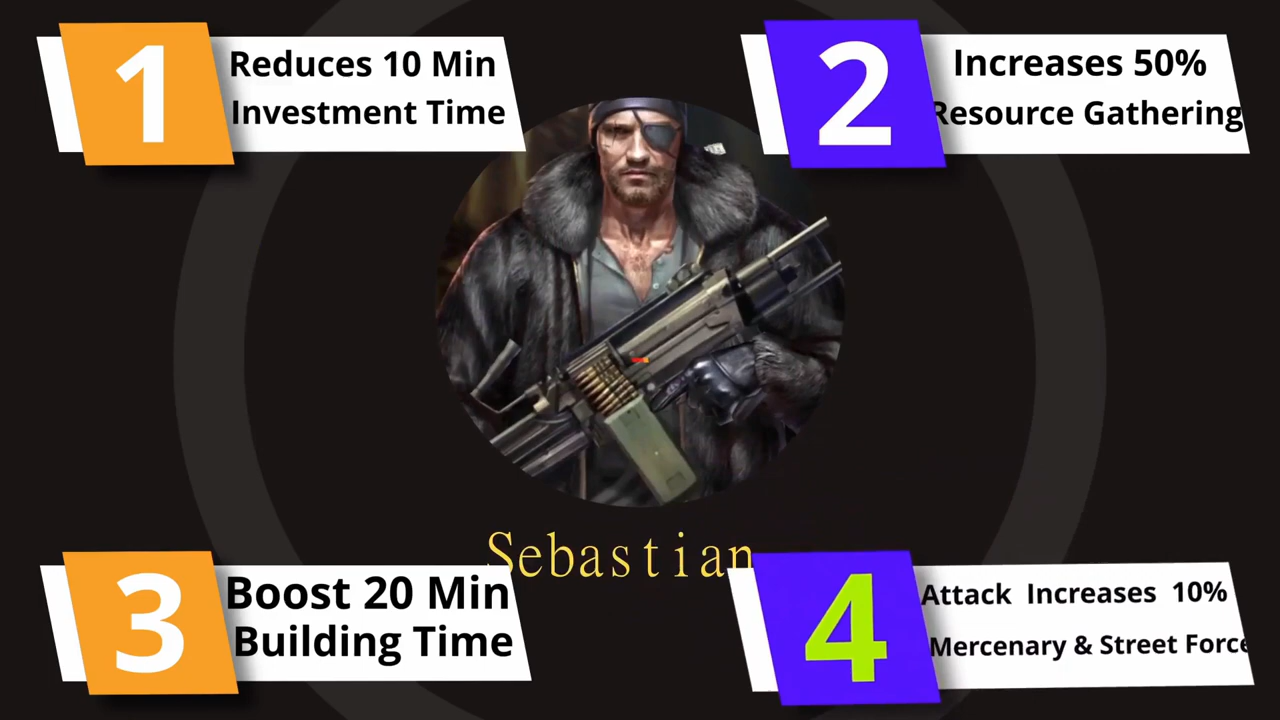 1
Reduces 10 Min
Investment Time
2
Increases 50%
Resource Gathering
Sebastian
3
Boost 20 Min
Building Time
4
Attack Increases 10%
Mercenary & Street Force